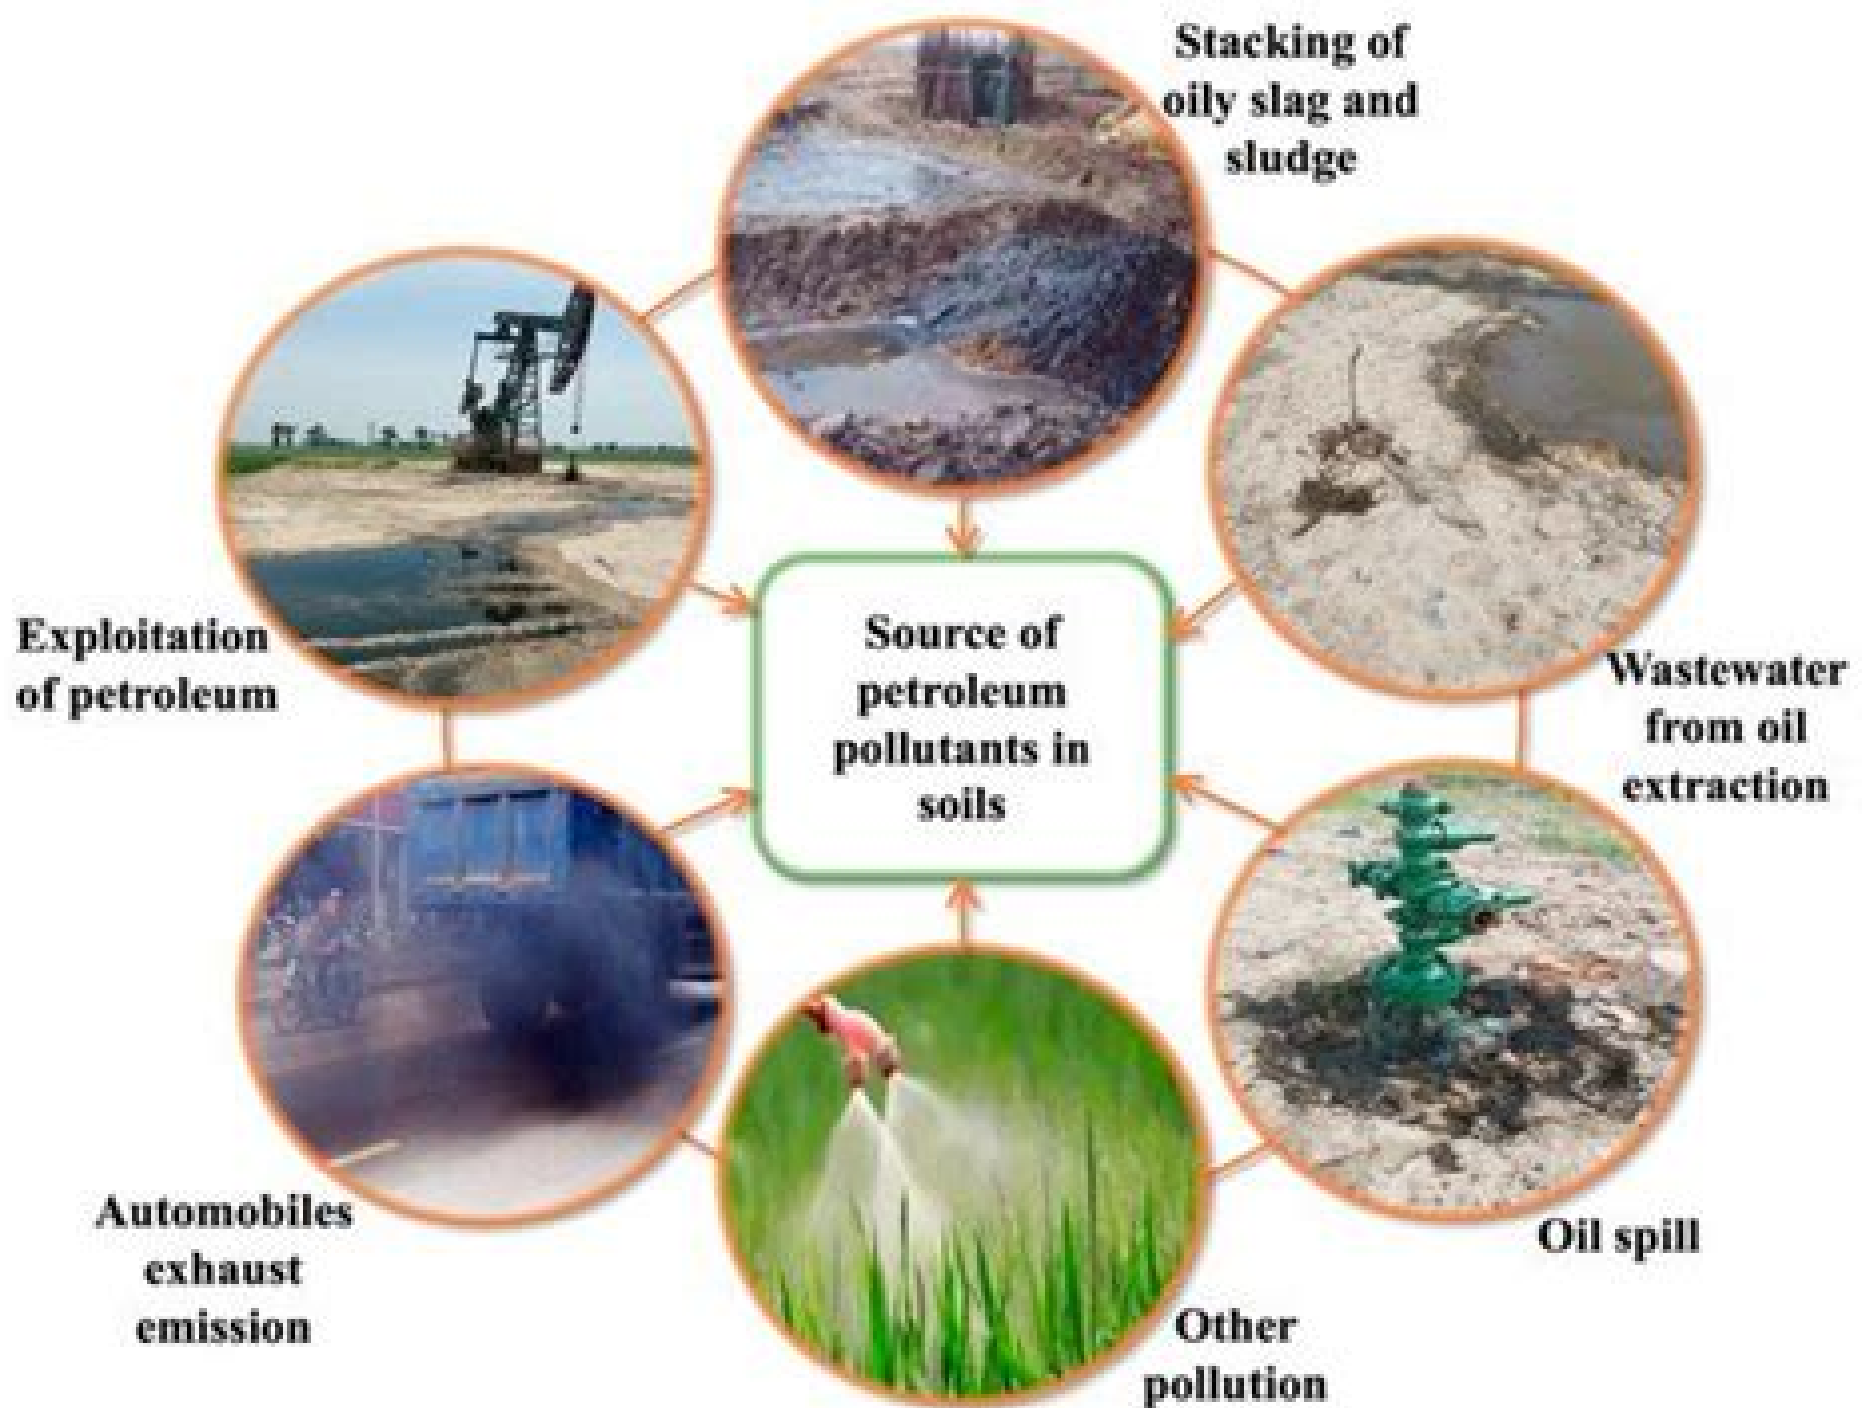 Stacking of
oily slag and
sludge
Exploitation
of petroleum
Source of
petroleum
pollutants in
soils
Wastewater
from oil
extraction
Automobiles
exhaust
emission
Oil spill
Other
pollution